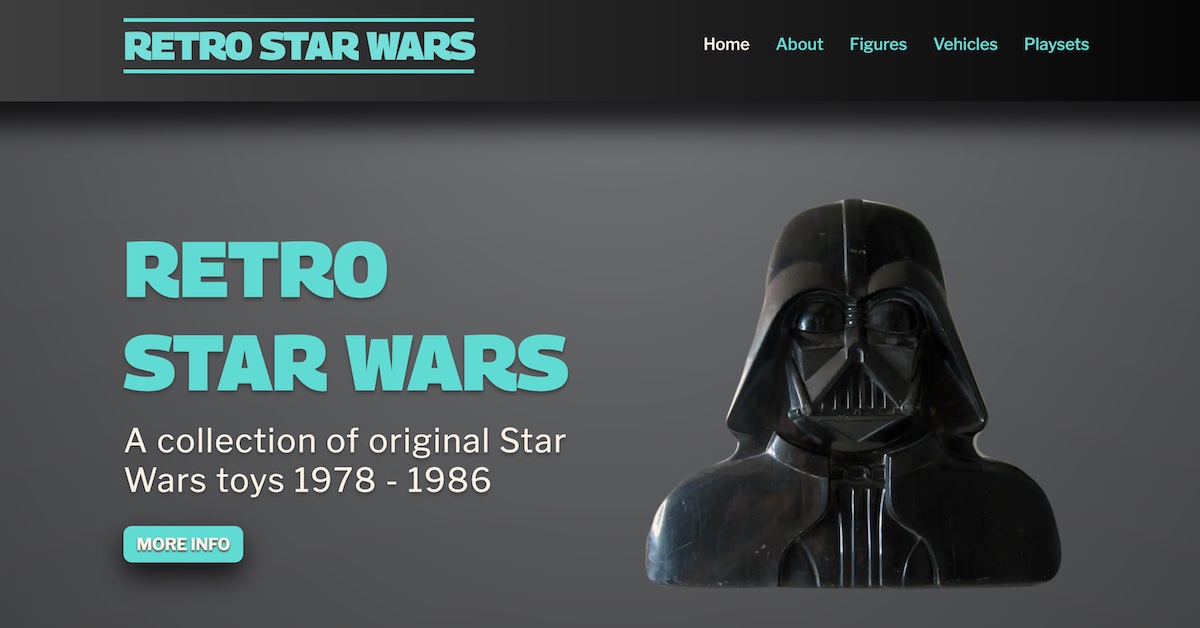 RETRO STAR WARS
Home About Figures Vehicles Playsets
RETRO
STAR WARS
A collection of original Star
Wars toys 1978 - 1986
MORE INFO